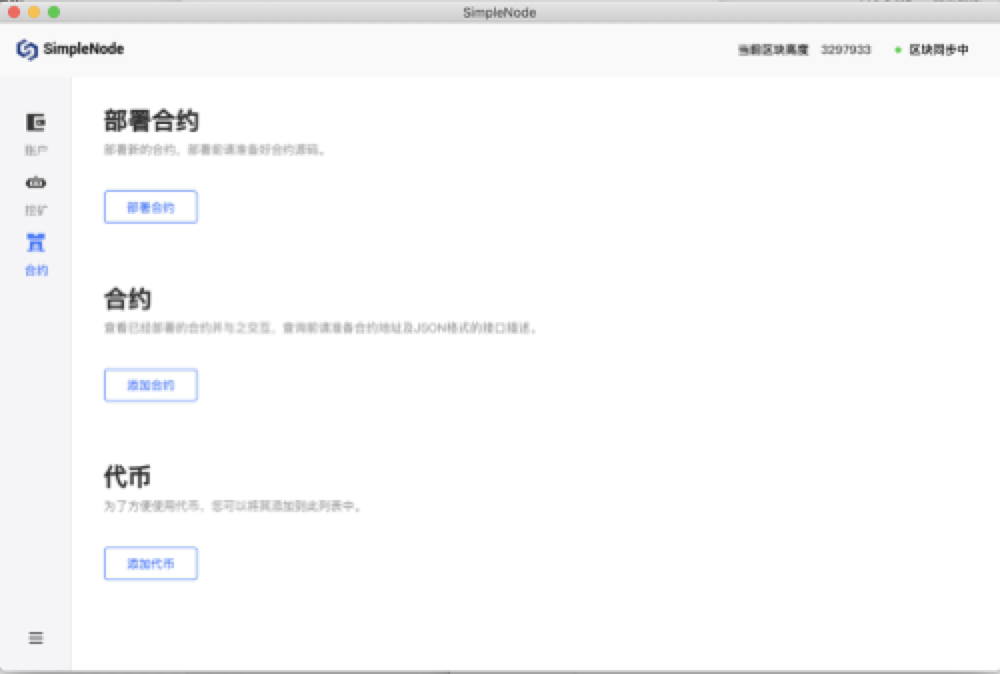 SimpleNode
SimpleNode
当前区块高度 3297933 区块同步中
账户
挖矿
合约
部署合约
部署新的合约，部署前请准备好合约源码。
部署合约
合约
查看已经部署的合约并与之交互，查询前请准备合约地址及JSON格式的接口描述。
添加合约
代币
为了方便使用代币，您可以将其添加到此列表中。
添加代币